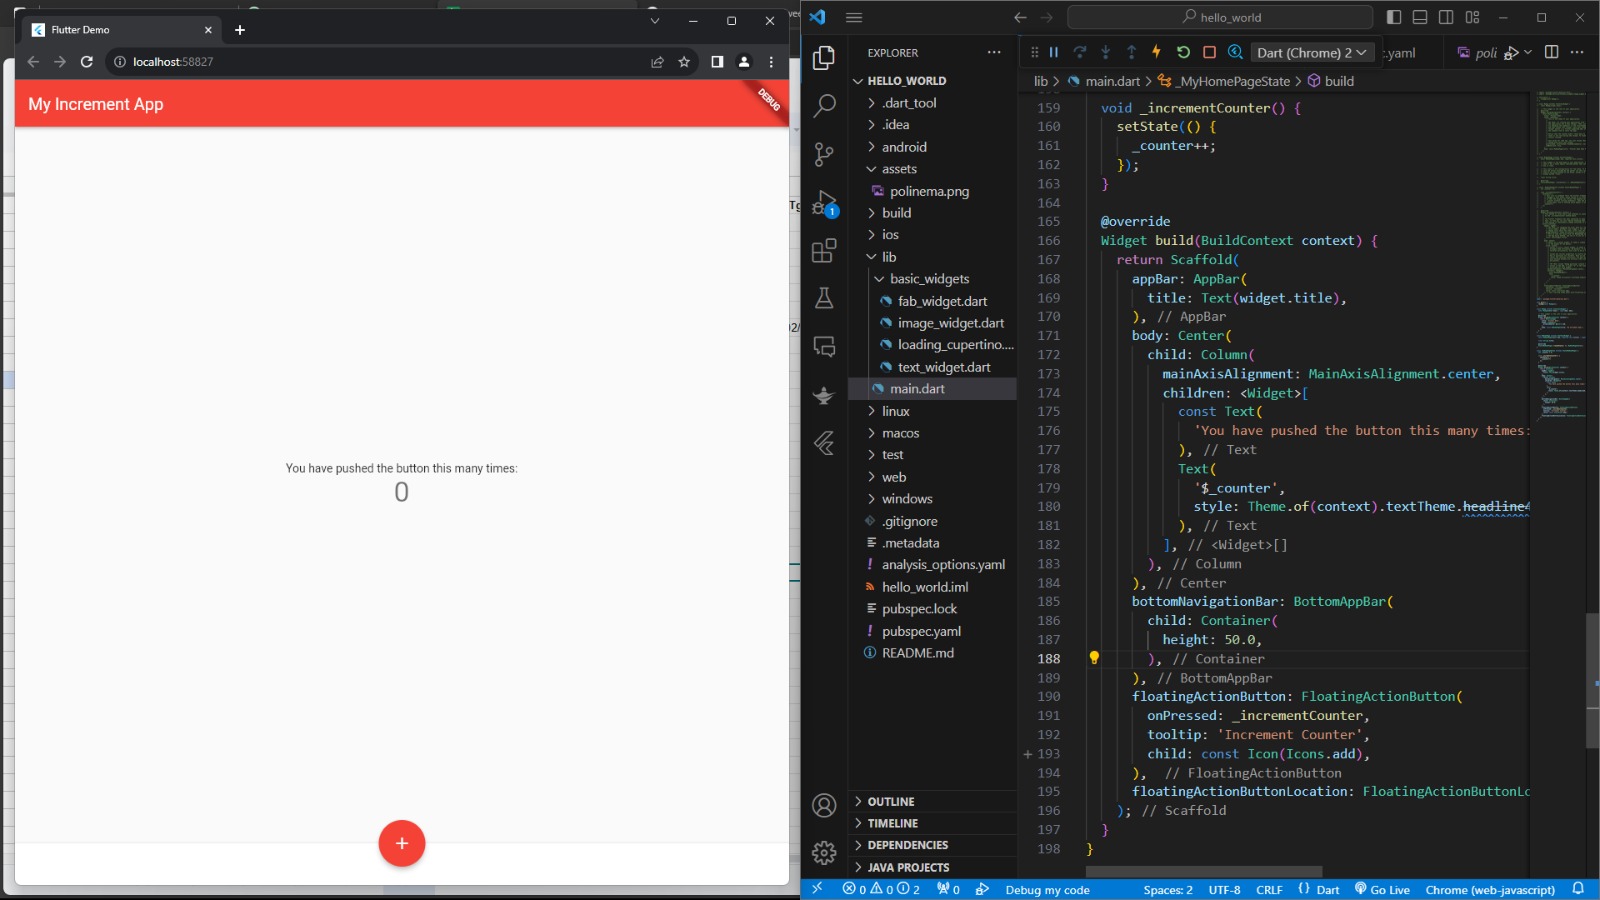 Flutter Demo
localhost:58827
My Increment App
DEBUG
You have pushed the button this many times:
0
hello_world
EXPLORER
HELLO_WORLD
.dart_tool
.idea
android
assets
polinema.png
build
ios
lib
basic_widgets
fab_widget.dart
image_widget.dart
loading_cupertino....
text_widget.dart
main.dart
linux
macos
test
web
windows
.gitignore
.metadata
analysis_options.yaml
hello_world.iml
pubspec.lock
pubspec.yaml
README.md
OUTLINE
TIMELINE
DEPENDENCIES
JAVA PROJECTS
Dart (Chrome) 2
.yaml
poli
lib > main.dart > _MyHomePageState > build
159 void _incrementCounter() {
160 setState(() {
161 _counter++;
162 });
163 }
164
165 @override
166 Widget build(BuildContext context) {
167 return Scaffold(
168 appBar: AppBar(
169 title: Text(widget.title),
170 ), // AppBar
171 body: Center(
172 child: Column(
173 mainAxisAlignment: MainAxisAlignment.center,
174 children: <Widget>[
175 const Text(
176 'You have pushed the button this many times:
177 ), // Text
178 Text(
179 '$_counter',
180 style: Theme.of(context).textTheme.headline4
181 ), // Text
182 ], // <Widget>[]
183 ), // Column
184 ), // Center
185 bottomNavigationBar: BottomAppBar(
186 child: Container(
187 height: 50.0,
188 ), // Container
189 ), // BottomAppBar
190 floatingActionButton: FloatingActionButton(
191 onPressed: _incrementCounter,
192 tooltip: 'Increment Counter',
193 child: const Icon(Icons.add),
194 ), // FloatingActionButton
195 floatingActionButtonLocation: FloatingActionButtonLo
196 ); // Scaffold
197 }
198 }
1
0 0 2 0 Debug my code Spaces: 2 UTF-8 CRLF {} Dart Go Live Chrome (web-javascript)